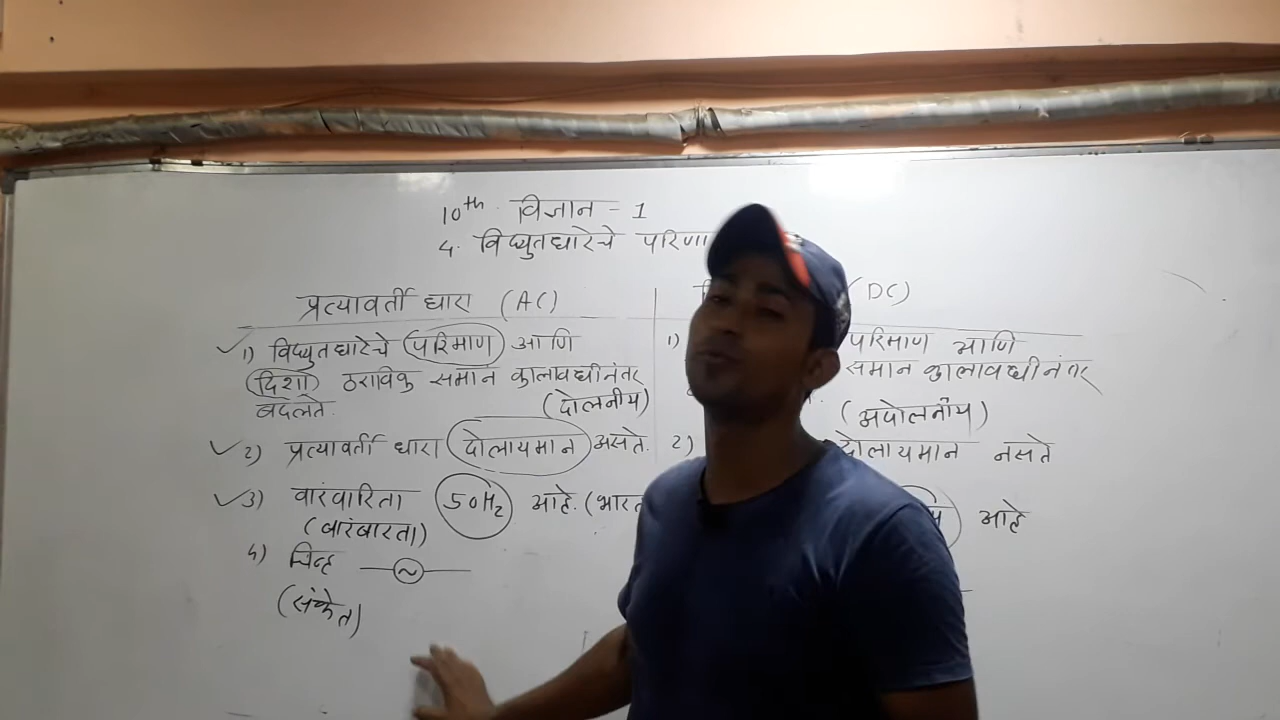 10th विज्ञान - 1
4. विद्युतधारेचे परिणा
प्रत्यावर्ती धारा (AC)
1) विद्युतधारेचे परिमाण आणि
दिशा ठराविक समान कालावधीनंतर
बदलते.
(दोलनीय)
2) प्रत्यावर्ती धारा दोलायमान असते.
3) वारंवारिता 50Hz आहे. (भारत
(वारंबारता)
4) चिन्ह
(संकेत)
(DC)
1) परिमाण आणि
समान कालावधीनंतर
(अदोलनीय)
2) दोलायमान नसते
आहे